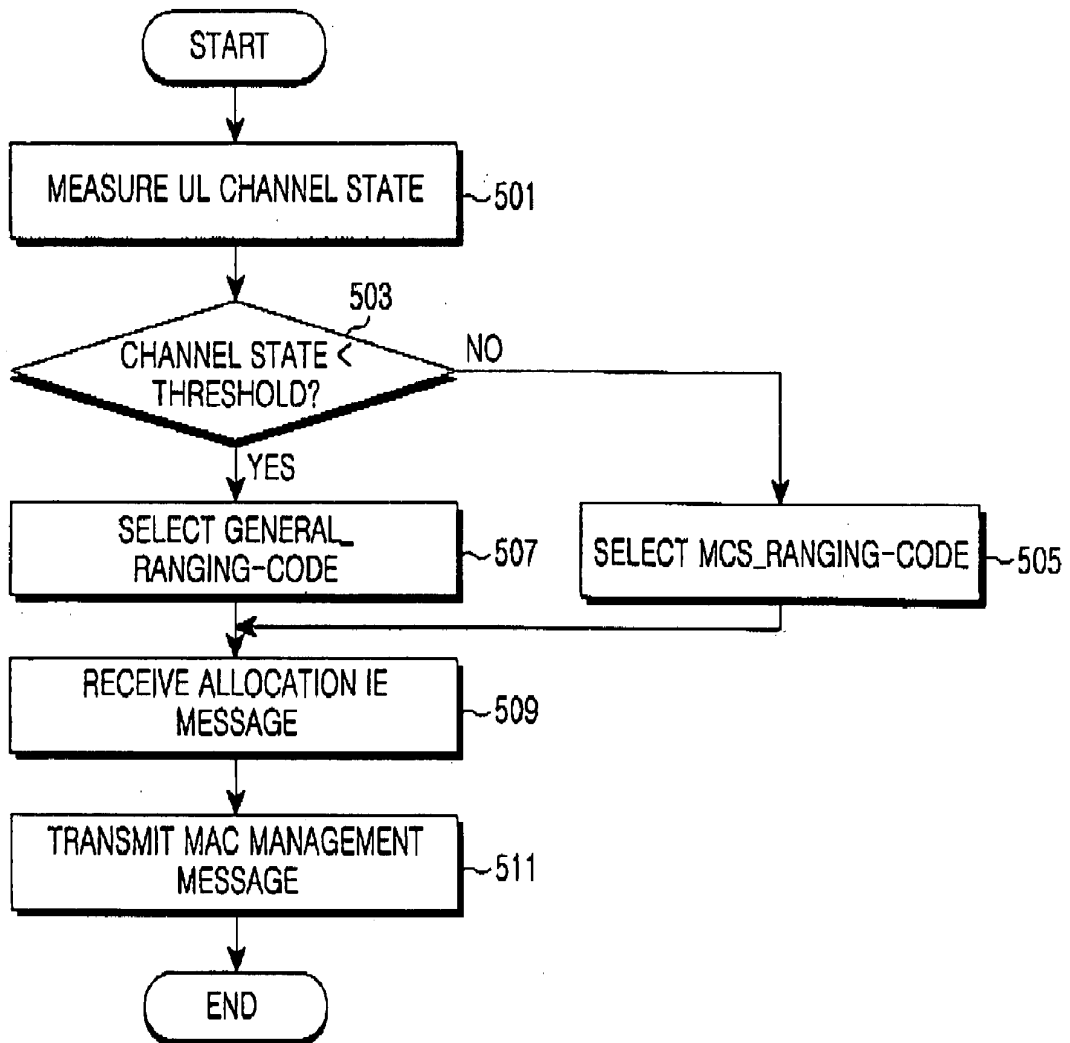 START
MEASURE UL CHANNEL STATE
501
503
CHANNEL STATE <
THRESHOLD?
NO
YES
SELECT GENERAL_
RANGING-CODE
507
SELECT MCS_RANGING-CODE
505
RECEIVE ALLOCATION IE
MESSAGE
509
TRANSMIT MAC MANAGEMENT
MESSAGE
511
END